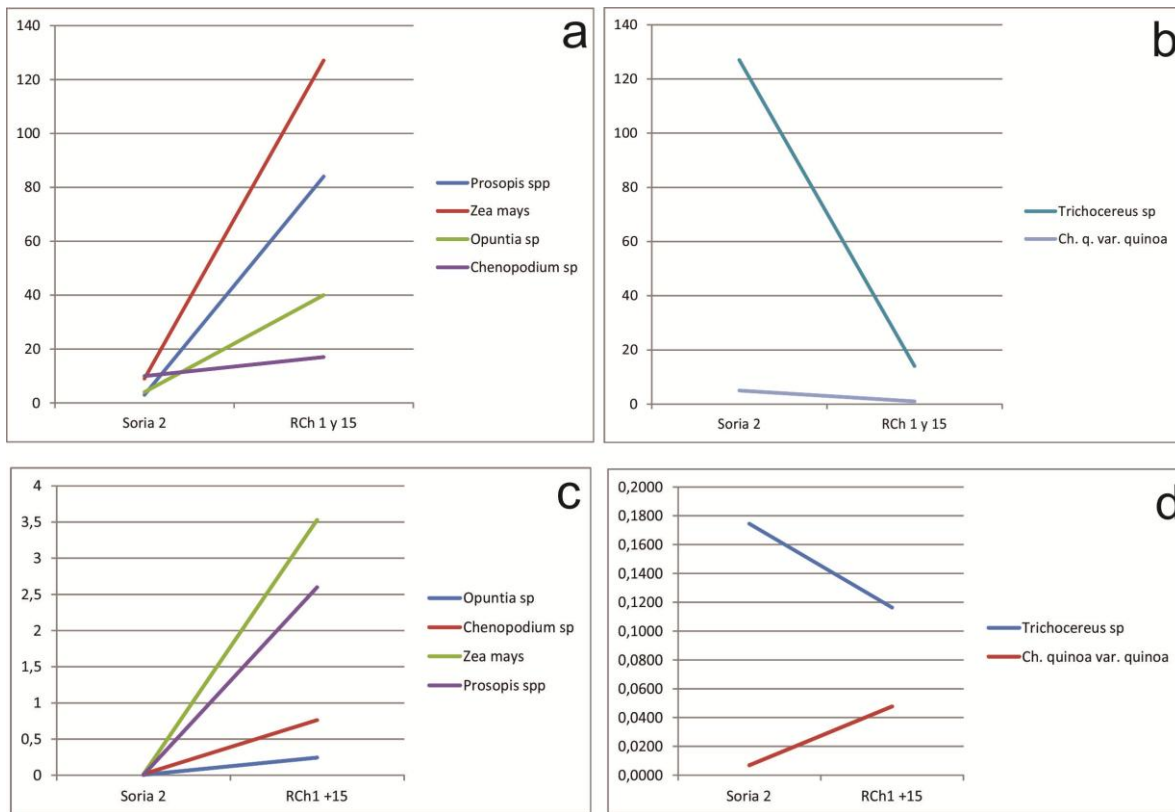 a
140
120
100
80
60
40
20
0
Soria 2
RCh 1 y 15
Prosopis spp
Zea mays
Opuntia sp
Chenopodium sp
b
140
120
100
80
60
40
20
0
Soria 2
RCh 1 y 15
Trichocereus sp
Ch. q. var. quinoa
c
4
3,5
3
2,5
2
1,5
1
0,5
0
Soria 2
RCh1 +15
Opuntia sp
Chenopodium sp
Zea mays
Prosopis spp
d
0,2000
0,1800
0,1600
0,1400
0,1200
0,1000
0,0800
0,0600
0,0400
0,0200
0,0000
Soria 2
RCh1 +15
Trichocereus sp
Ch. quinoa var. quinoa